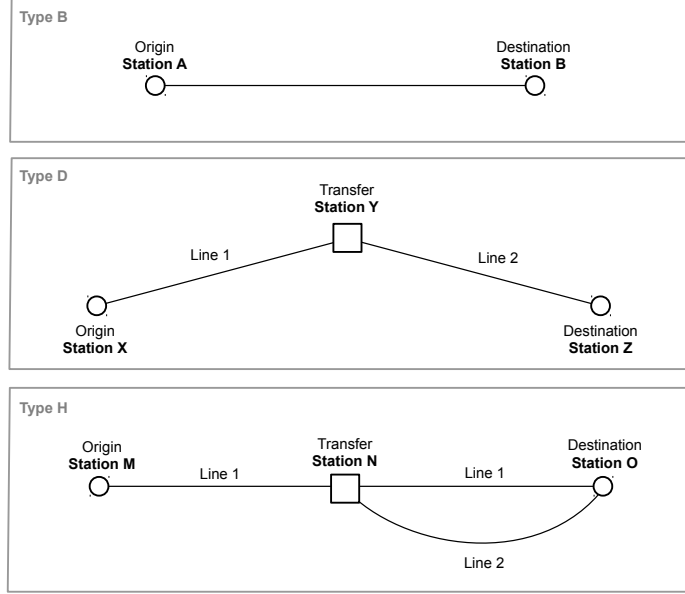 Type B
Origin
Station A
Destination
Station B
Type D
Transfer
Station Y
Line 1
Line 2
Origin
Station X
Destination
Station Z
Type H
Origin
Station M
Transfer
Station N
Destination
Station O
Line 1
Line 1
Line 2